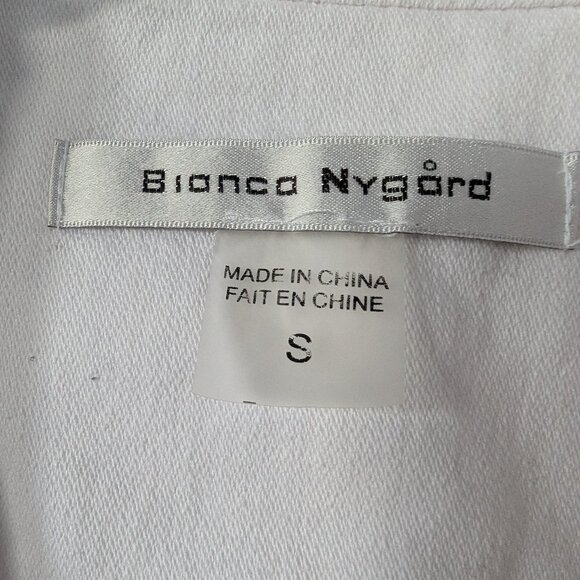 Bianca Nygård
MADE IN CHINA
FAIT EN CHINE
S